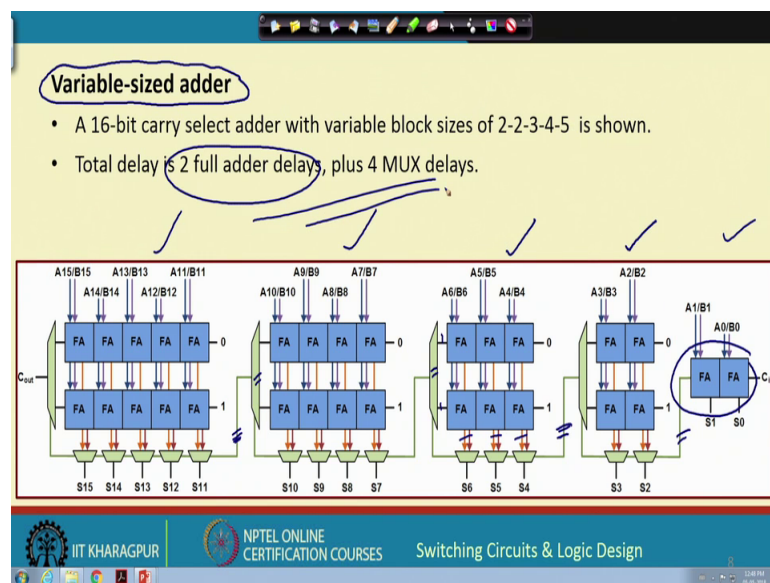 Variable-sized adder
• A 16-bit carry select adder with variable block sizes of 2-2-3-4-5 is shown.
• Total delay is 2 full adder delays, plus 4 MUX delays.
A15/B15 A13/B13 A11/B11 A9/B9 A7/B7 A5/B5 A2/B2
A14/B14 A12/B12 A10/B10 A8/B8 A6/B6 A4/B4 A3/B3
A1/B1
A0/B0
FA FA FA FA FA 0 FA FA FA FA 0 FA FA FA 0 FA FA 0
Cout FA FA C
FA FA FA FA FA 1 FA FA FA FA 1 FA FA FA 1 FA FA 1
S1 S0
S15 S14 S13 S12 S11 S10 S9 S8 S7 S6 S5 S4 S3 S2
IIT KHARAGPUR
NPTEL ONLINE
CERTIFICATION COURSES
Switching Circuits & Logic Design